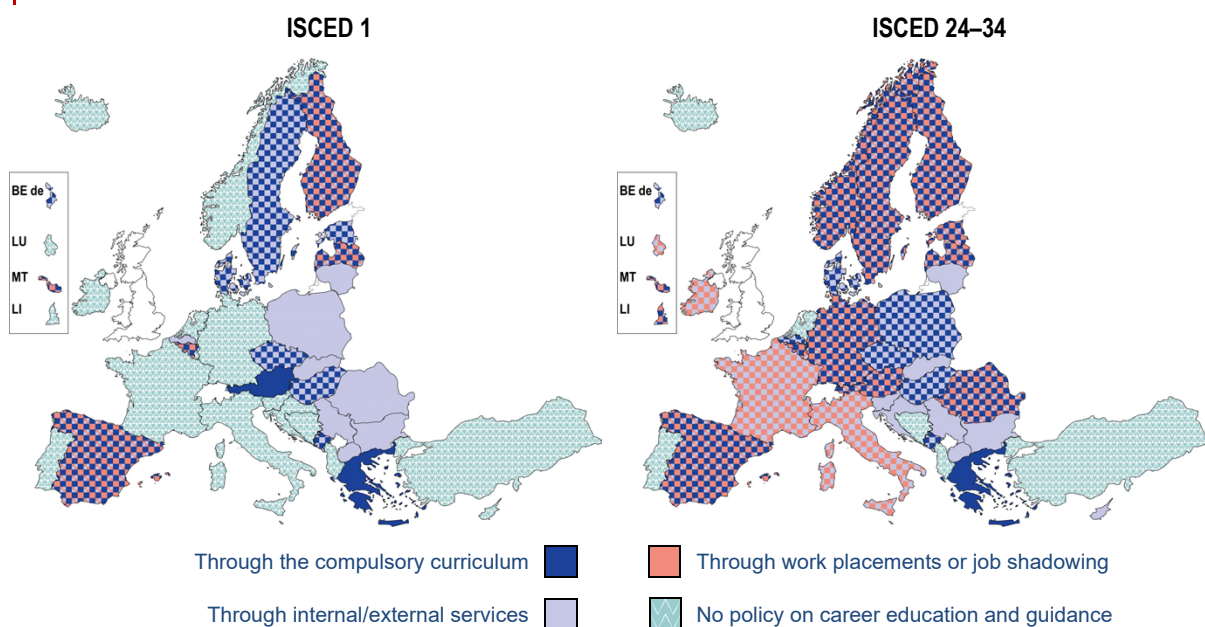 ISCED 1
ISCED 24–34
BE de
LU
MT
LI
BE de
LU
MT
LI
Through the compulsory curriculum
Through work placements or job shadowing
Through internal/external services
No policy on career education and guidance